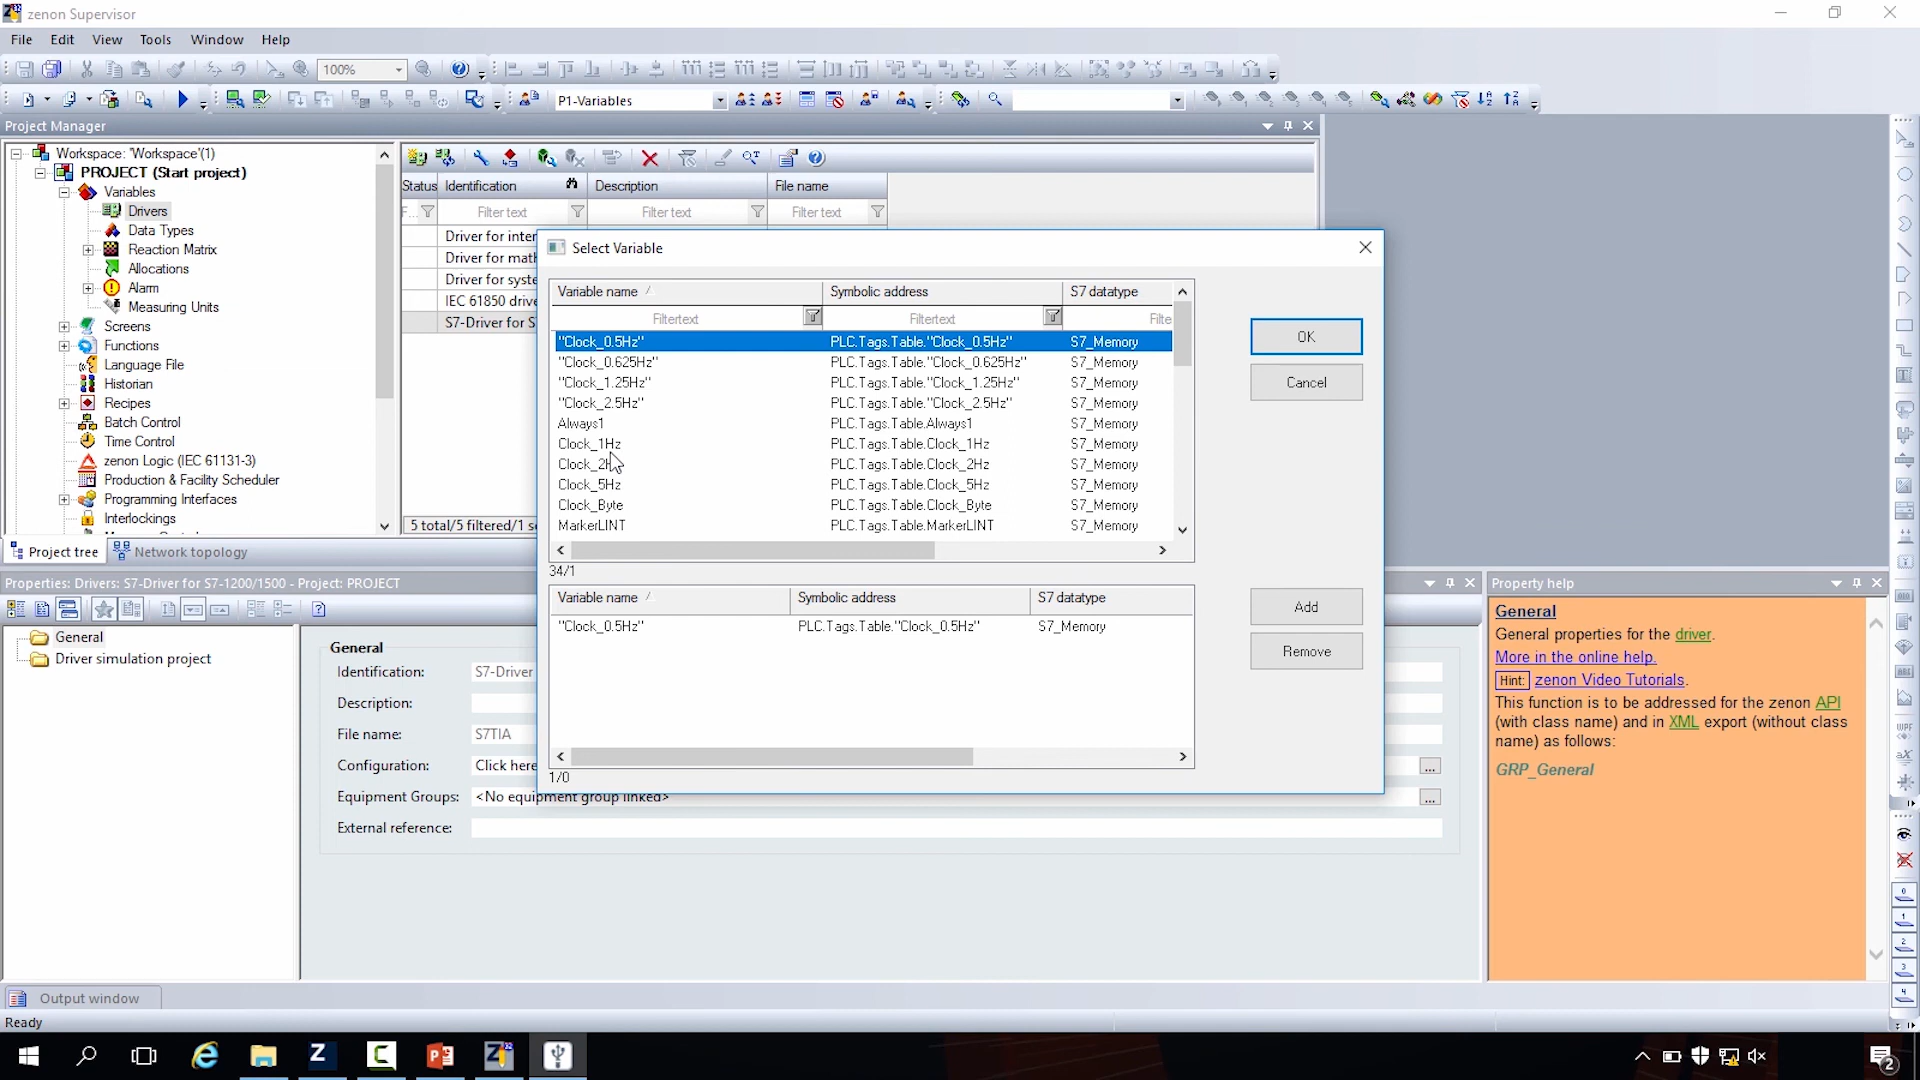 zenon Supervisor
File Edit View Tools Window Help
100%
P1-Variables
Project Manager
Workspace: 'Workspace'(1)
PROJECT (Start project)
Variables
Drivers
Data Types
Reaction Matrix
Allocations
Alarm
Measuring Units
Screens
Functions
Language File
Historian
Recipes
Batch Control
Time Control
zenon Logic (IEC 61131-3)
Production & Facility Scheduler
Programming Interfaces
Interlockings
Project tree Network topology
Status Identification Description File name
F... Filter text Filter text Filter text
Driver for inter
Driver for math
Driver for syste
IEC 61850 drive
S7-Driver for S
5 total/5 filtered/1 se
Select Variable
Variable name Symbolic address S7 datatype
Filtertext Filtertext Filte
"Clock_0.5Hz" PLC.Tags.Table."Clock_0.5Hz" S7_Memory
"Clock_0.625Hz" PLC.Tags.Table."Clock_0.625Hz" S7_Memory
"Clock_1.25Hz" PLC.Tags.Table."Clock_1.25Hz" S7_Memory
"Clock_2.5Hz" PLC.Tags.Table."Clock_2.5Hz" S7_Memory
Always1 PLC.Tags.Table.Always1 S7_Memory
Clock_1Hz PLC.Tags.Table.Clock_1Hz S7_Memory
Clock_2Hz PLC.Tags.Table.Clock_2Hz S7_Memory
Clock_5Hz PLC.Tags.Table.Clock_5Hz S7_Memory
Clock_Byte PLC.Tags.Table.Clock_Byte S7_Memory
MarkerLINT PLC.Tags.Table.MarkerLINT S7_Memory
34/1
OK
Cancel
Variable name Symbolic address S7 datatype
"Clock_0.5Hz" PLC.Tags.Table."Clock_0.5Hz" S7_Memory
1/0
Add
Remove
Properties: Drivers: S7-Driver for S7-1200/1500 - Project: PROJECT
General
Driver simulation project
General
Identification: S7-Driver
Description:
File name: S7TIA
Configuration: Click here ...
Equipment Groups: <No equipment group linked> ...
External reference:
Property help
General
General properties for the driver.
More in the online help.
Hint: zenon Video Tutorials.
This function is to be addressed for the zenon API
(with class name) and in XML export (without class
name) as follows:
GRP_General
Output window
Ready
2